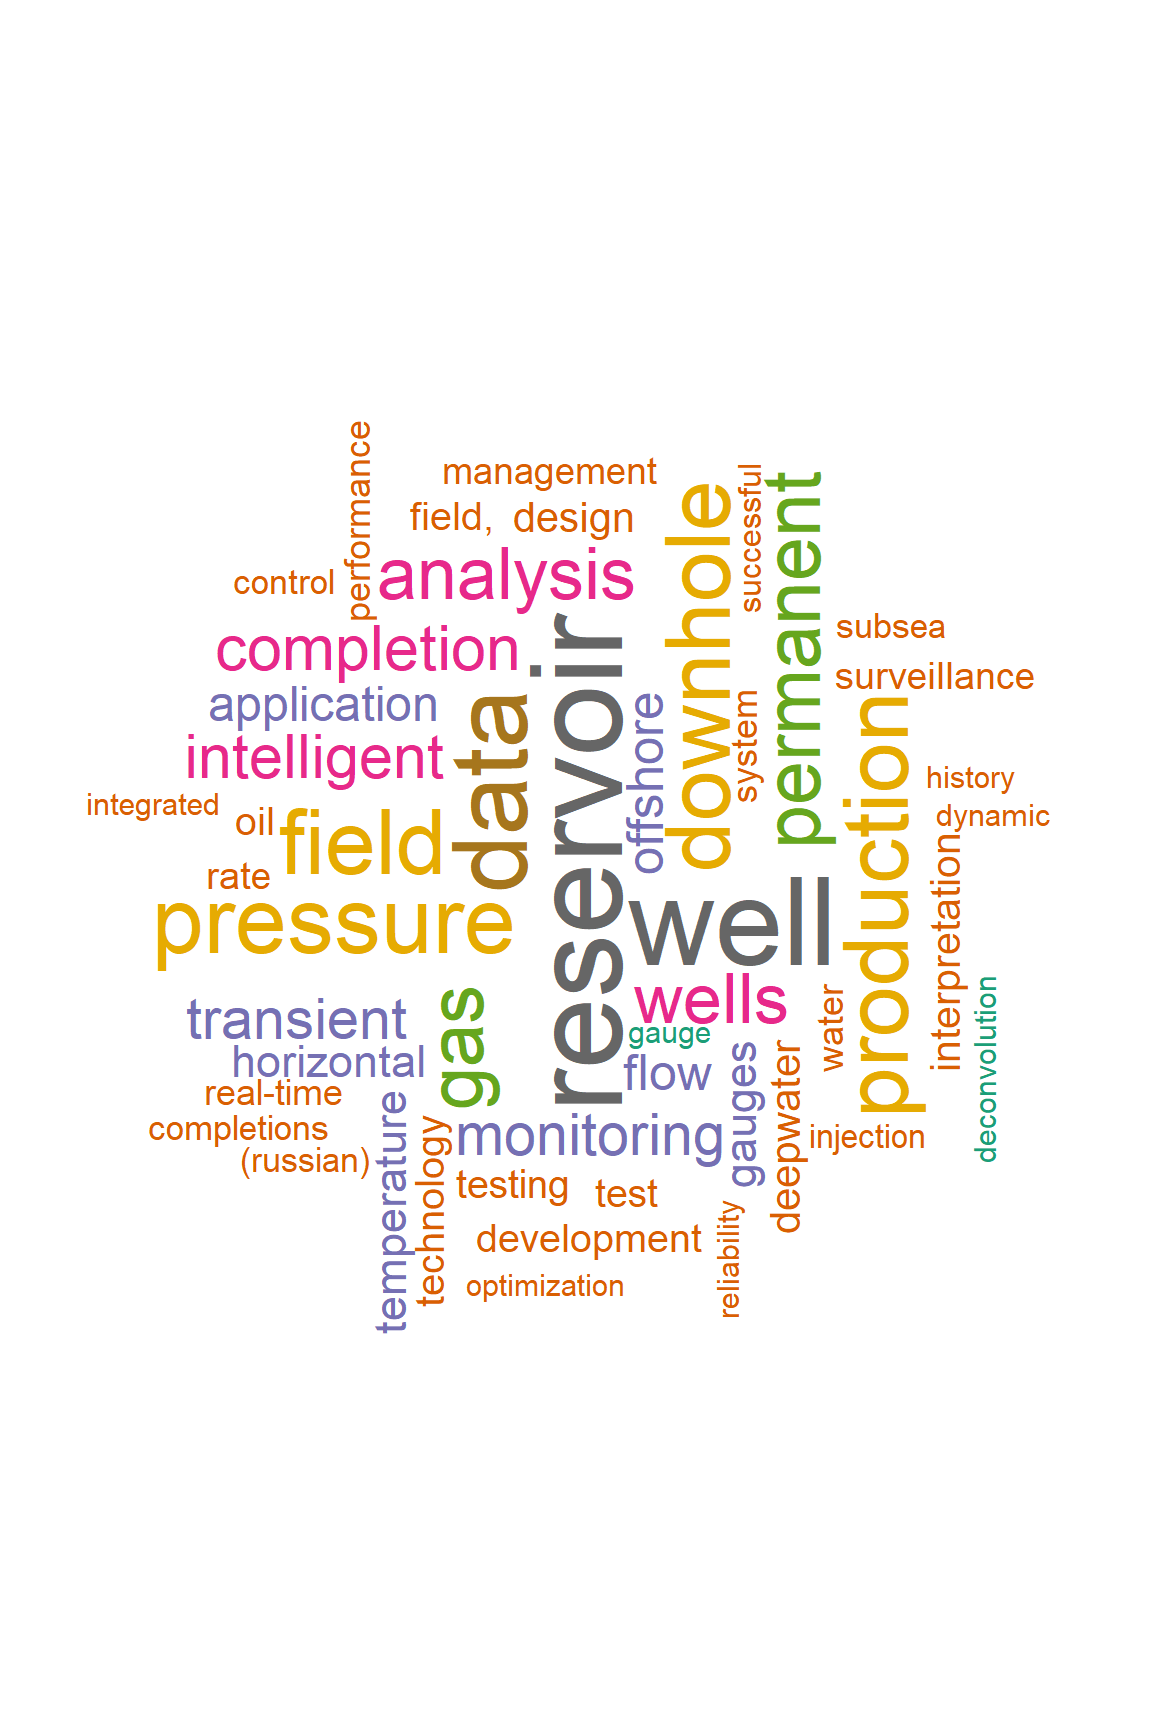 performance
management
successful
permanent
downhole
field,
design
analysis
control
reservoir
subsea
completion
surveillance
application
data
offshore
system
production
intelligent
history
integrated
dynamic
oil
field
interpretation
rate
well
pressure
deconvolution
wells
water
gas
transient
gauge
gauges
deepwater
horizontal
flow
real-time
temperature
technology
completions
monitoring
injection
(russian)
testing
test
reliability
development
optimization